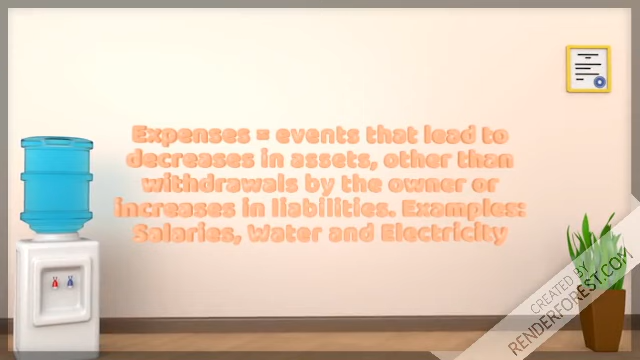 Expenses = events that lead to
decreases in assets, other than
withdrawals by the owner or
increases in liabilities. Examples:
Salaries, Water and Electricity
CREATED BY
RENDERFOREST.COM